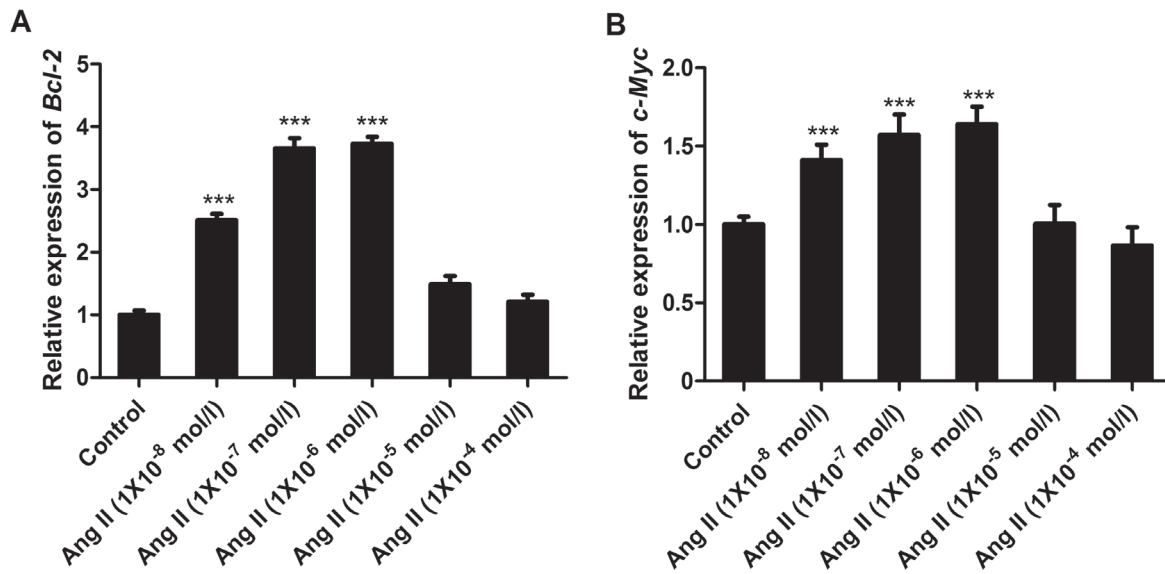 A
Relative expression of Bcl-2
5
4
3
2
1
0
***
***
***
Control
Ang II (1X10⁻⁸ mol/l)
Ang II (1X10⁻⁷ mol/l)
Ang II (1X10⁻⁶ mol/l)
Ang II (1X10⁻⁵ mol/l)
Ang II (1X10⁻⁴ mol/l)
B
Relative expression of c-Myc
2.0
1.5
1.0
0.5
0
***
***
***
Control
Ang II (1X10⁻⁸ mol/l)
Ang II (1X10⁻⁷ mol/l)
Ang II (1X10⁻⁶ mol/l)
Ang II (1X10⁻⁵ mol/l)
Ang II (1X10⁻⁴ mol/l)